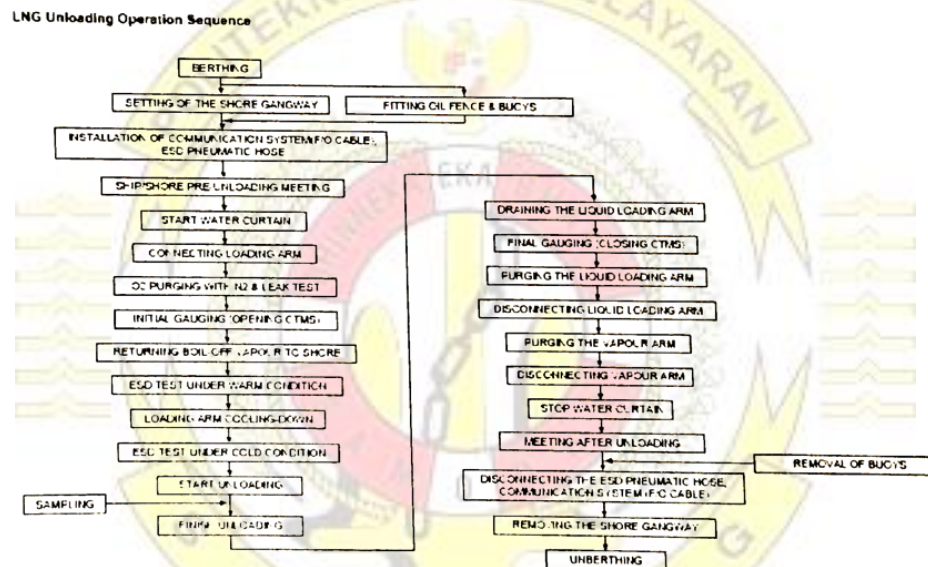 LNG Unloading Operation Sequence
BERTHING
SETTING OF THE SHORE GANGWAY
FITTING OIL FENCE & BUOYS
INSTALLATION OF COMMUNICATION SYSTEM(F/O CABLE),
ESD PNEUMATIC HOSE
SHIP/SHORE PRE UNLOADING MEETING
START WATER CURTAIN
CONNECTING LOADING ARM
O2 PURGING WITH N2 & LEAK TEST
INITIAL GAUGING (OPENING CTMS)
RETURNING BOIL-OFF VAPOUR TO SHORE
ESD TEST UNDER WARM CONDITION
LOADING ARM COOLING-DOWN
ESD TEST UNDER COLD CONDITION
START UNLOADING
SAMPLING
FINISH UNLOADING
DRAINING THE LIQUID LOADING ARM
FINAL GAUGING (CLOSING CTMS)
PURGING THE LIQUID LOADING ARM
DISCONNECTING LIQUID LOADING ARM
PURGING THE VAPOUR ARM
DISCONNECTING VAPOUR ARM
STOP WATER CURTAIN
MEETING AFTER UNLOADING
REMOVAL OF BUOYS
DISCONNECTING THE ESD PNEUMATIC HOSE,
COMMUNICATION SYSTEM (F/O CABLE)
REMOVING THE SHORE GANGWAY
UNBERTHING